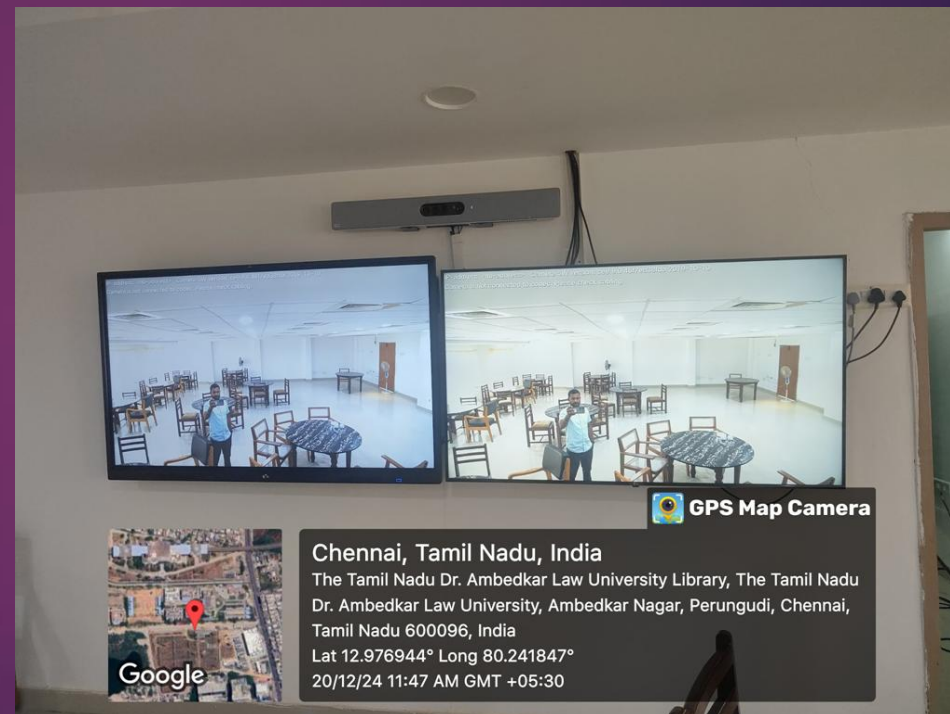 GPS Map Camera
Chennai, Tamil Nadu, India
The Tamil Nadu Dr. Ambedkar Law University Library, The Tamil Nadu
Dr. Ambedkar Law University, Ambedkar Nagar, Perungudi, Chennai,
Tamil Nadu 600096, India
Lat 12.976944° Long 80.241847°
20/12/24 11:47 AM GMT +05:30
Google